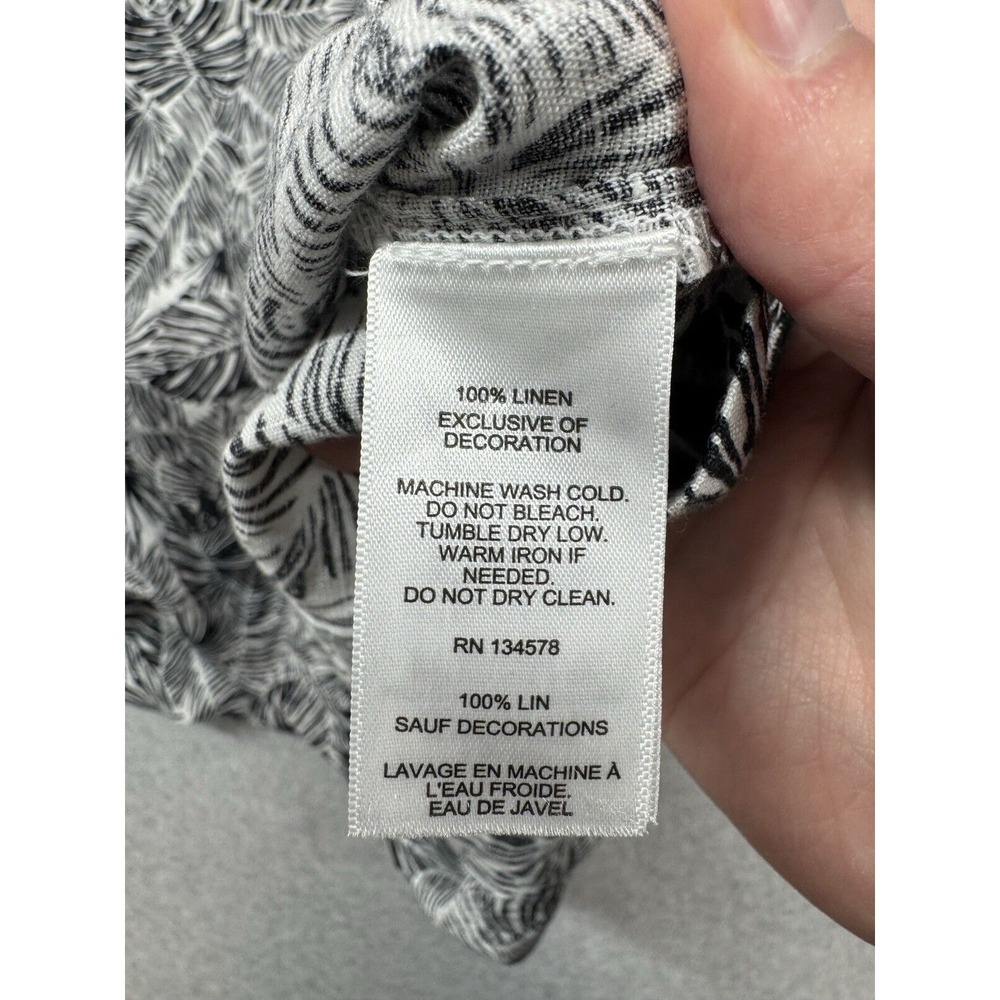 100% LINEN
EXCLUSIVE OF
DECORATION
MACHINE WASH COLD.
DO NOT BLEACH.
TUMBLE DRY LOW.
WARM IRON IF
NEEDED.
DO NOT DRY CLEAN.
RN 134578
100% LIN
SAUF DECORATIONS
LAVAGE EN MACHINE À
L'EAU FROIDE.
EAU DE JAVEL